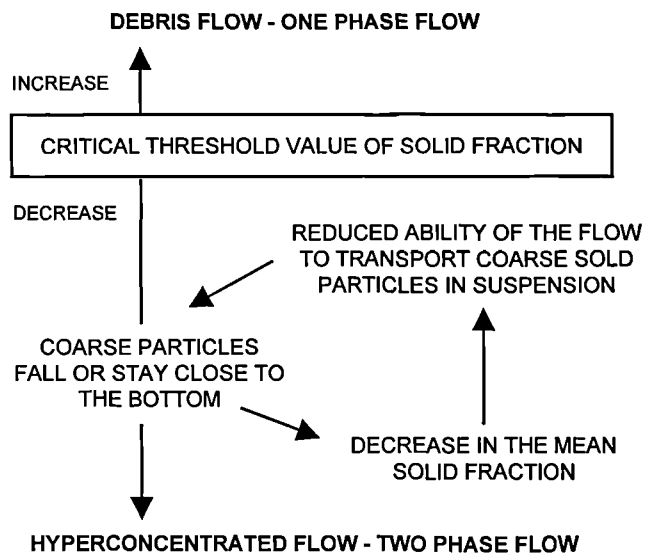 DEBRIS FLOW - ONE PHASE FLOW
INCREASE
CRITICAL THRESHOLD VALUE OF SOLID FRACTION
DECREASE
REDUCED ABILITY OF THE FLOW
TO TRANSPORT COARSE SOLD
PARTICLES IN SUSPENSION
COARSE PARTICLES
FALL OR STAY CLOSE TO
THE BOTTOM
DECREASE IN THE MEAN
SOLID FRACTION
HYPERCONCENTRATED FLOW - TWO PHASE FLOW